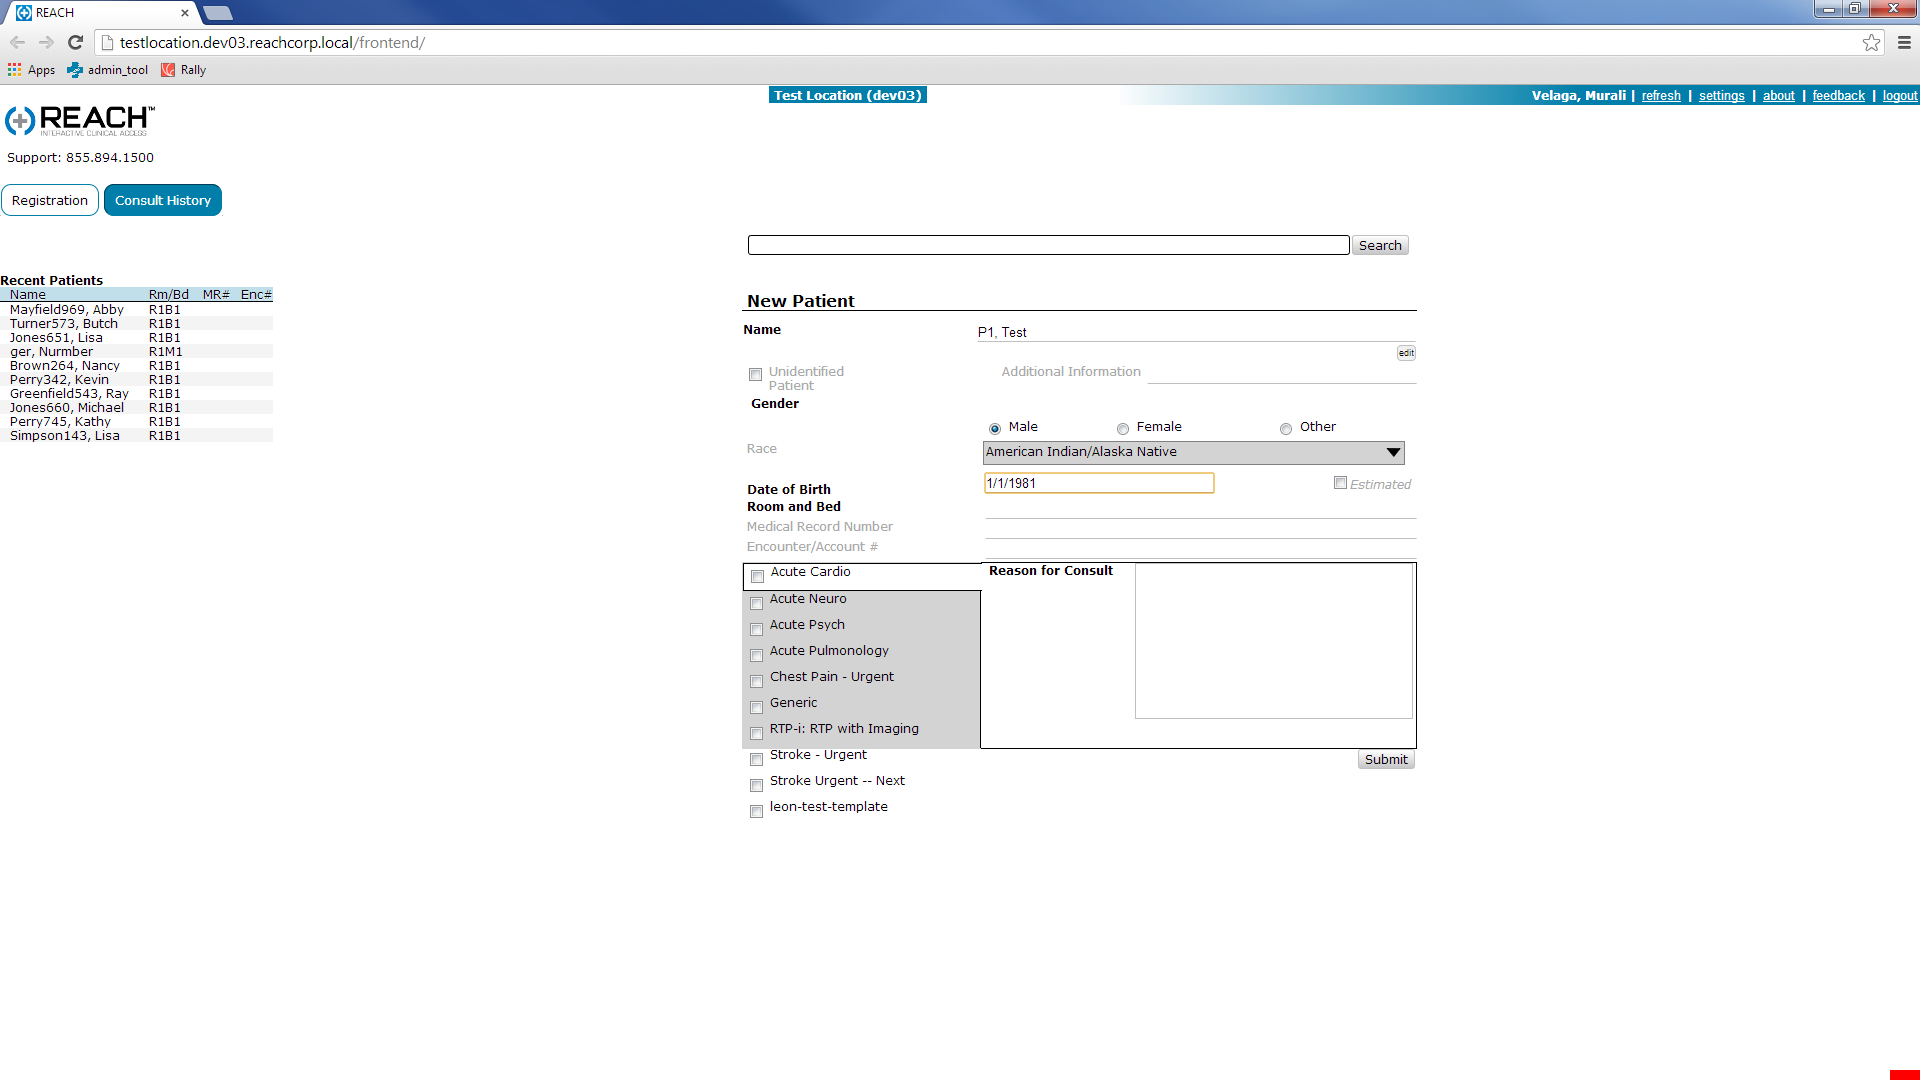 REACH
testlocation.dev03.reachcorp.local/frontend/
Apps admin_tool Rally
Test Location (dev03) Velaga, Murali | refresh | settings | about | feedback | logout
REACH™
INTERACTIVE CLINICAL ACCESS
Support: 855.894.1500
Registration Consult History
Search
Recent Patients
Name Rm/Bd MR# Enc#
Mayfield969, Abby R1B1
Turner573, Butch R1B1
Jones651, Lisa R1B1
ger, Nurmber R1M1
Brown264, Nancy R1B1
Perry342, Kevin R1B1
Greenfield543, Ray R1B1
Jones660, Michael R1B1
Perry745, Kathy R1B1
Simpson143, Lisa R1B1
New Patient
Name P1, Test
edit
Unidentified Patient Additional Information
Gender
Male Female Other
Race American Indian/Alaska Native
Date of Birth 1/1/1981 Estimated
Room and Bed
Medical Record Number
Encounter/Account #
Acute Cardio Reason for Consult
Acute Neuro
Acute Psych
Acute Pulmonology
Chest Pain - Urgent
Generic
RTP-i: RTP with Imaging
Stroke - Urgent Submit
Stroke Urgent -- Next
leon-test-template